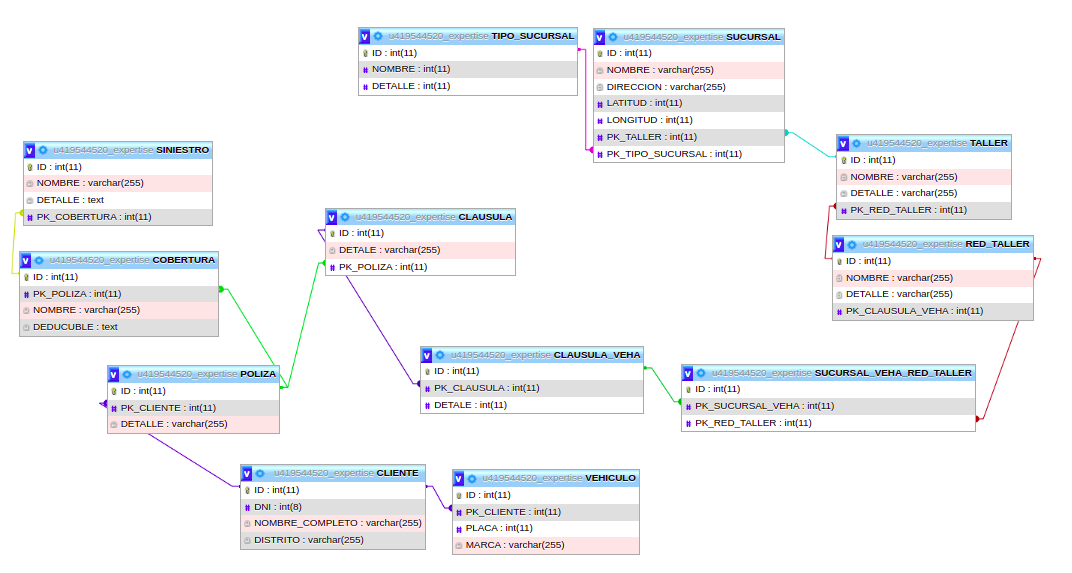 u419544520_expertise TIPO_SUCURSAL
ID : int(11)
NOMBRE : int(11)
DETALLE : int(11)
u419544520_expertise SUCURSAL
ID : int(11)
NOMBRE : varchar(255)
DIRECCION : varchar(255)
LATITUD : int(11)
LONGITUD : int(11)
PK_TALLER : int(11)
PK_TIPO_SUCURSAL : int(11)
u419544520_expertise TALLER
ID : int(11)
NOMBRE : varchar(255)
DETALLE : varchar(255)
PK_RED_TALLER : int(11)
u419544520_expertise SINIESTRO
ID : int(11)
NOMBRE : varchar(255)
DETALLE : text
PK_COBERTURA : int(11)
u419544520_expertise CLAUSULA
ID : int(11)
DETALE : varchar(255)
PK_POLIZA : int(11)
u419544520_expertise RED_TALLER
ID : int(11)
NOMBRE : varchar(255)
DETALLE : varchar(255)
PK_CLAUSULA_VEHA : int(11)
u419544520_expertise COBERTURA
ID : int(11)
PK_POLIZA : int(11)
NOMBRE : varchar(255)
DEDUCUBLE : text
u419544520_expertise CLAUSULA_VEHA
ID : int(11)
PK_CLAUSULA : int(11)
DETALE : int(11)
u419544520_expertise SUCURSAL_VEHA_RED_TALLER
ID : int(11)
PK_SUCURSAL_VEHA : int(11)
PK_RED_TALLER : int(11)
u419544520_expertise POLIZA
ID : int(11)
PK_CLIENTE : int(11)
DETALLE : varchar(255)
u419544520_expertise CLIENTE
ID : int(11)
DNI : int(8)
NOMBRE_COMPLETO : varchar(255)
DISTRITO : varchar(255)
u419544520_expertise VEHICULO
ID : int(11)
PK_CLIENTE : int(11)
PLACA : int(11)
MARCA : varchar(255)